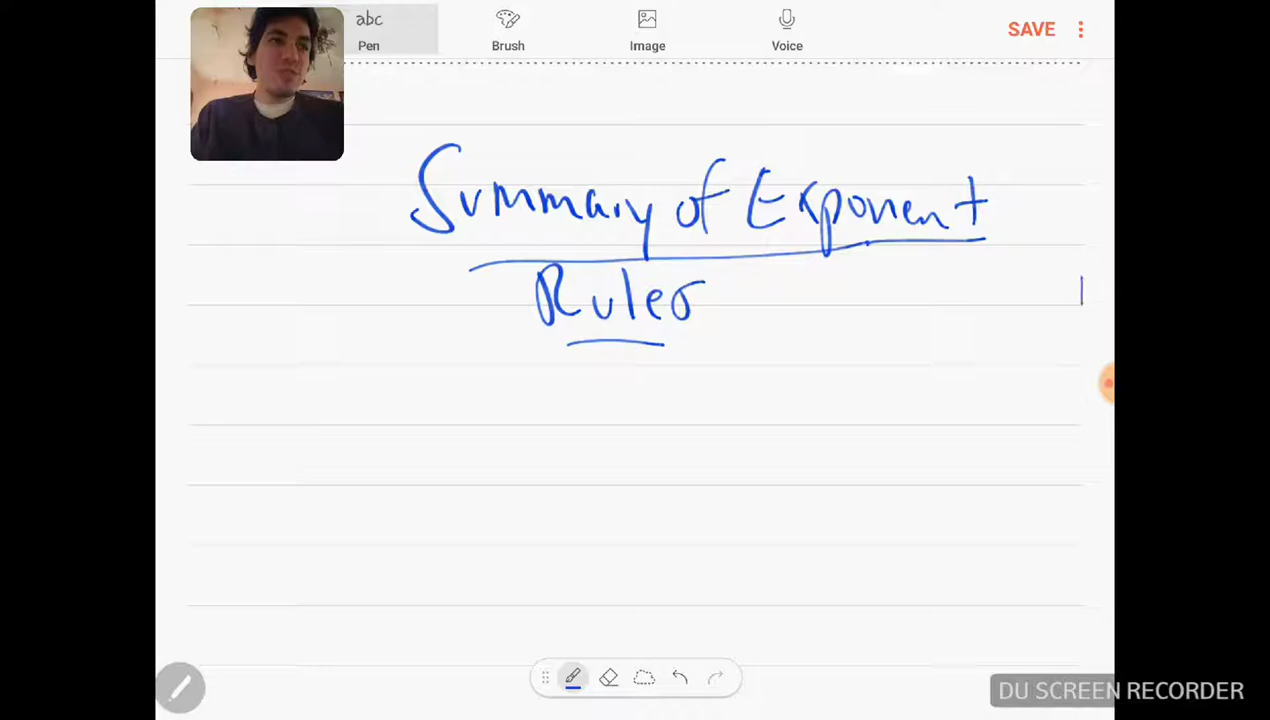 abc
Pen
Brush
Image
Voice
SAVE
Summary of Exponent
Rules
DU SCREEN RECORDER